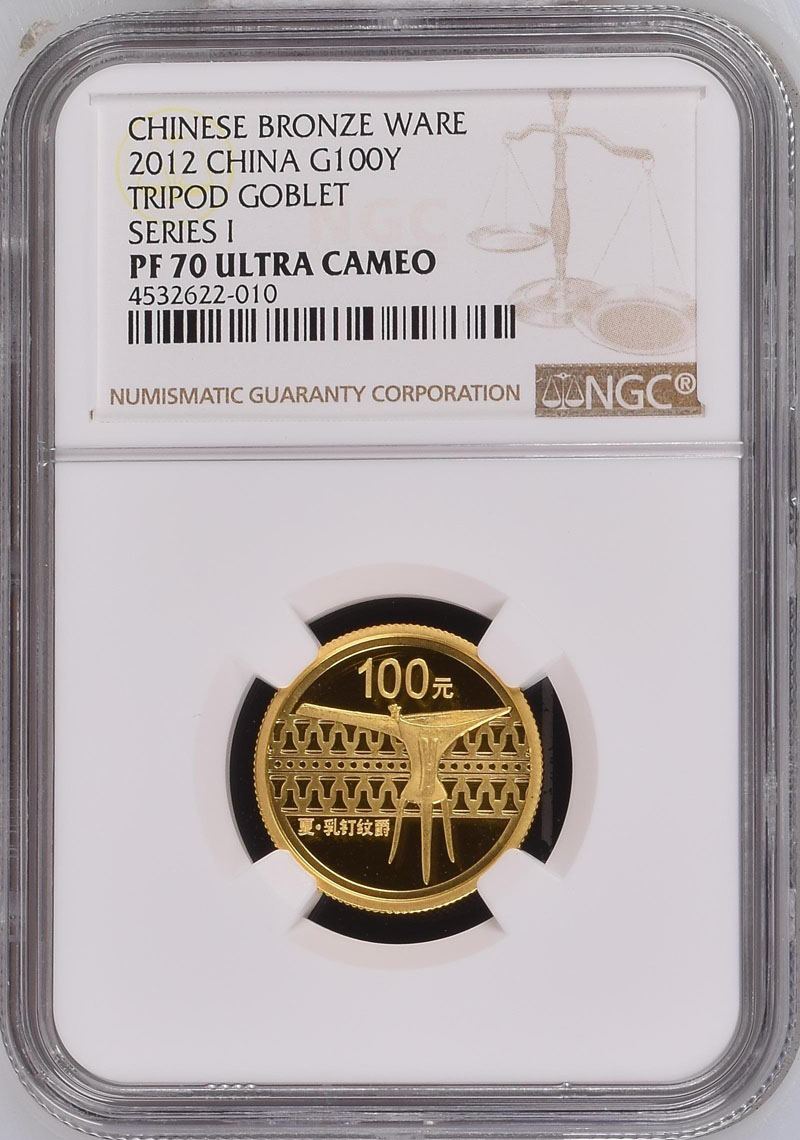 CHINESE BRONZE WARE
2012 CHINA G100Y
TRIPOD GOBLET
SERIES I
PF 70 ULTRA CAMEO
4532622-010
NUMISMATIC GUARANTY CORPORATION
NGC®
NGC
100元
夏·乳钉纹爵